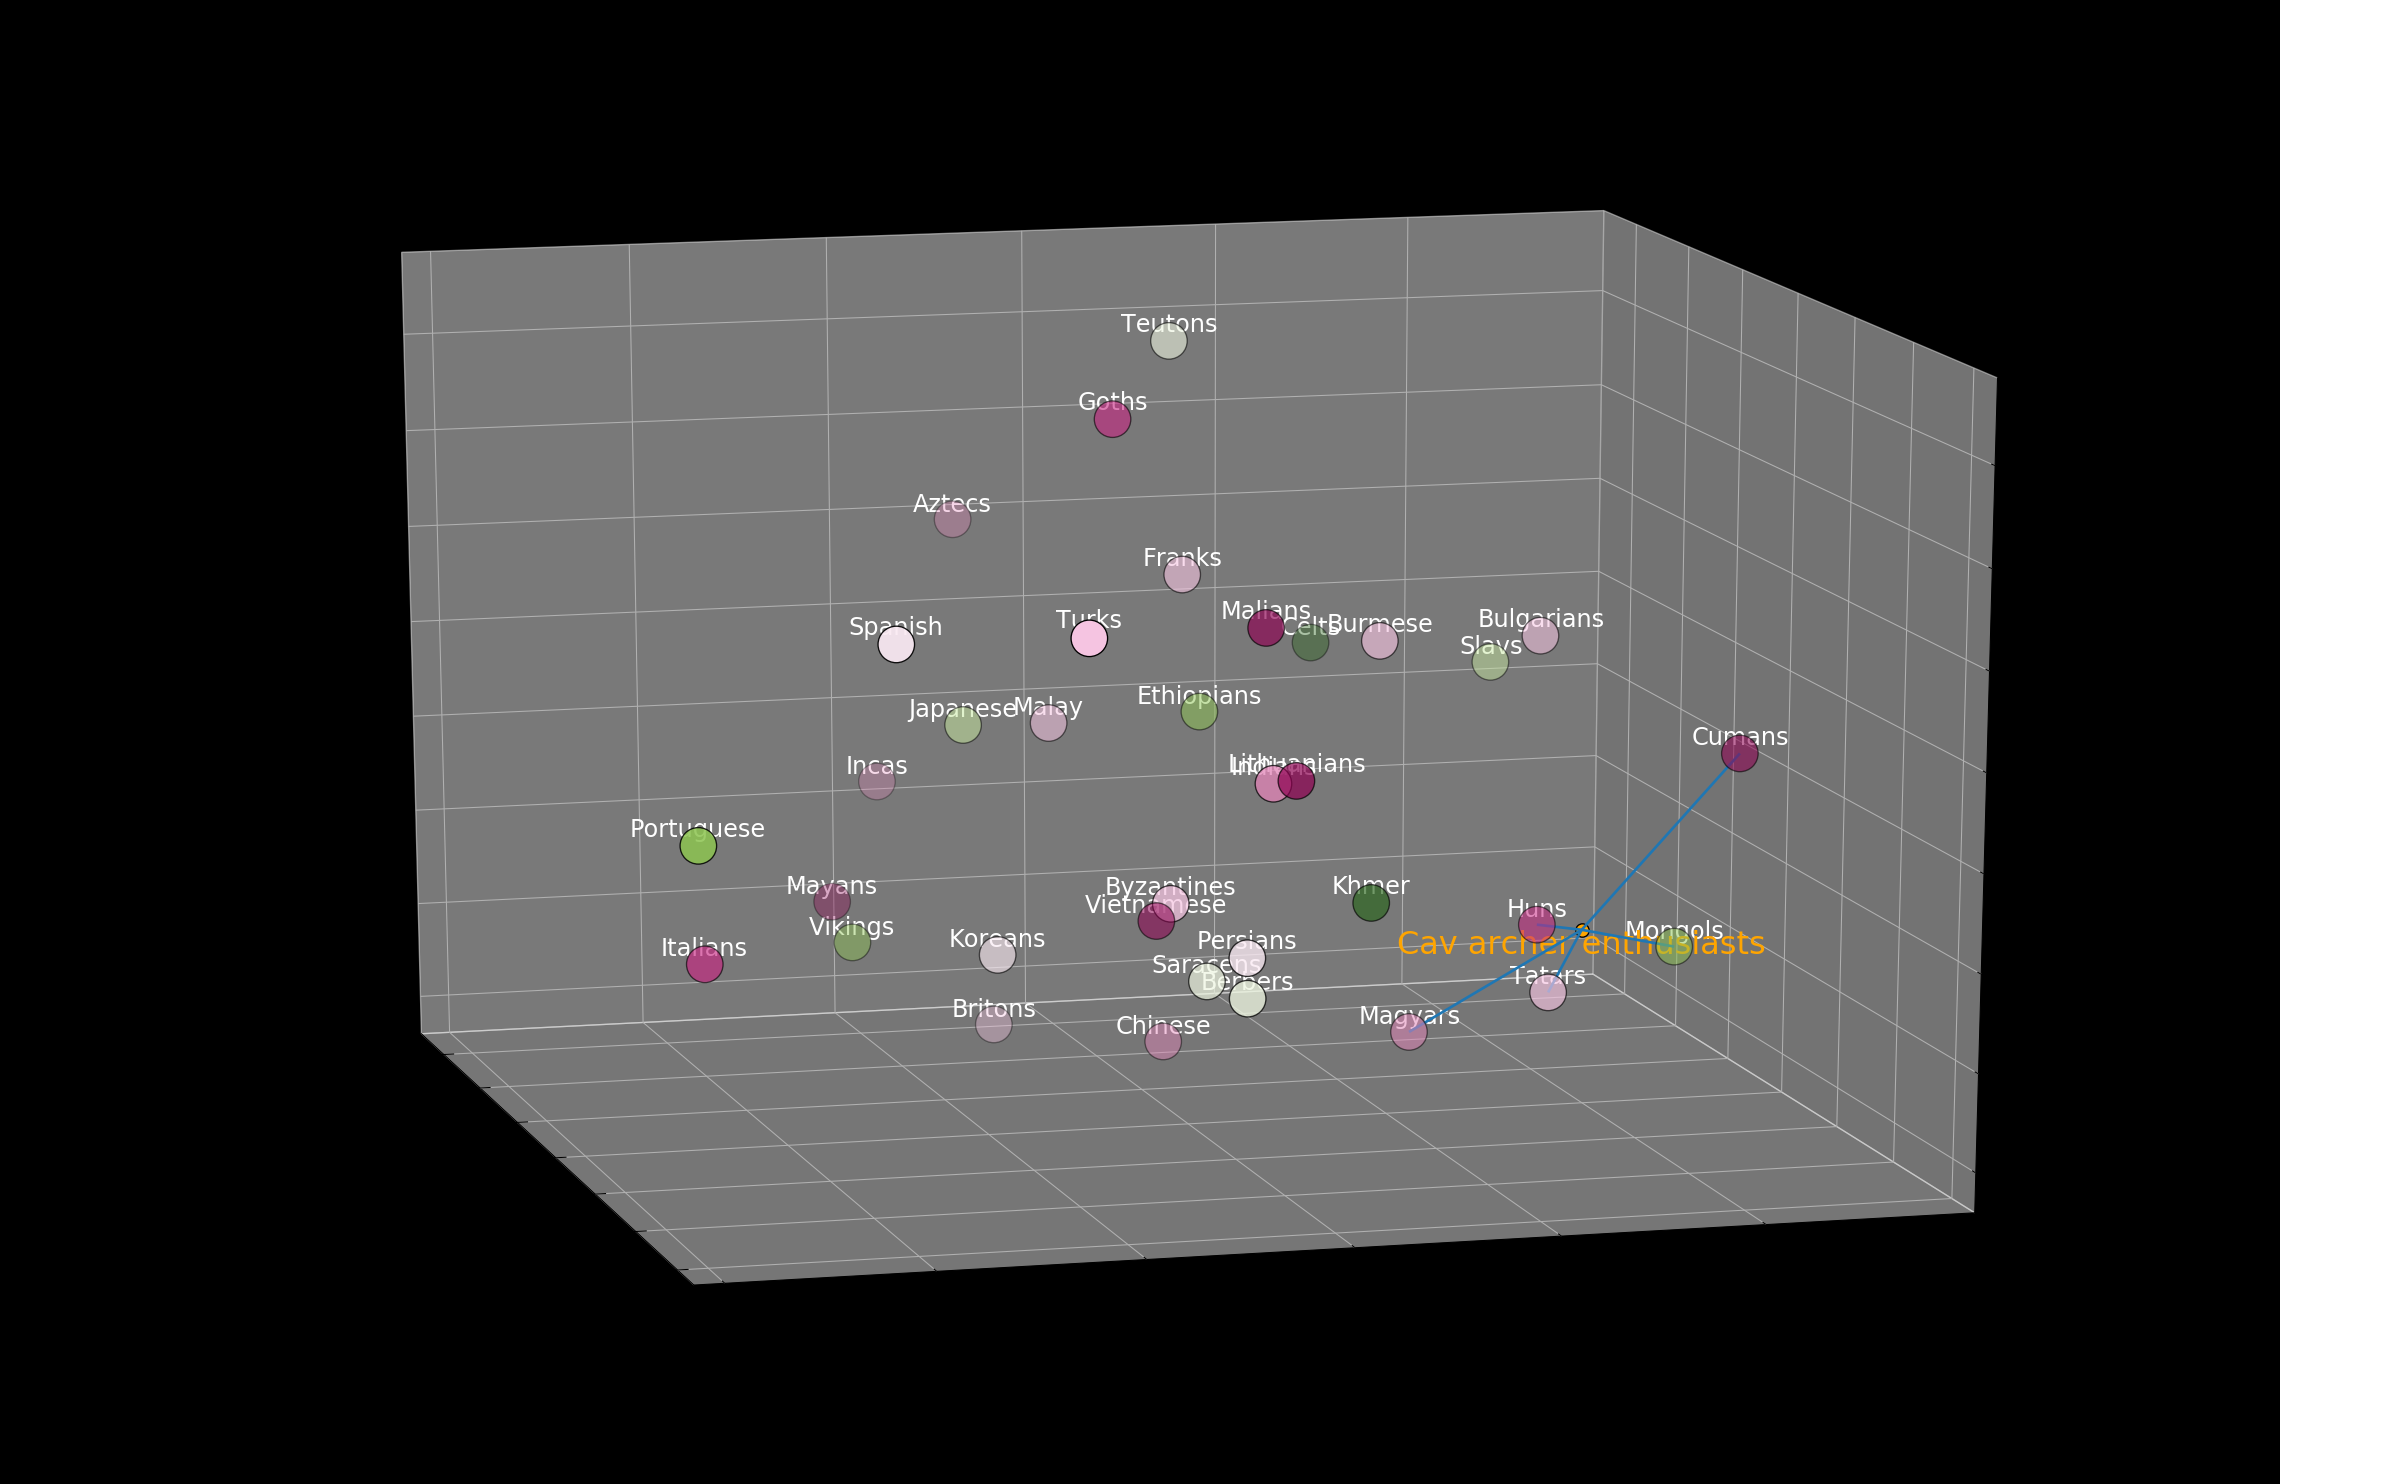 Teutons
Goths
Aztecs
Franks
Malians
Turks
Bulgarians
Burmese
Spanish
Celts
Slavs
Ethiopians
Malay
Japanese
Cumans
Lithuanians
Indians
Incas
Portuguese
Mayans
Byzantines
Khmer
Vietnamese
Huns
Vikings
Mongols
Koreans
Persians
Cav archer enthusiasts
Italians
Saracens
Tatars
Berbers
Britons
Magyars
Chinese